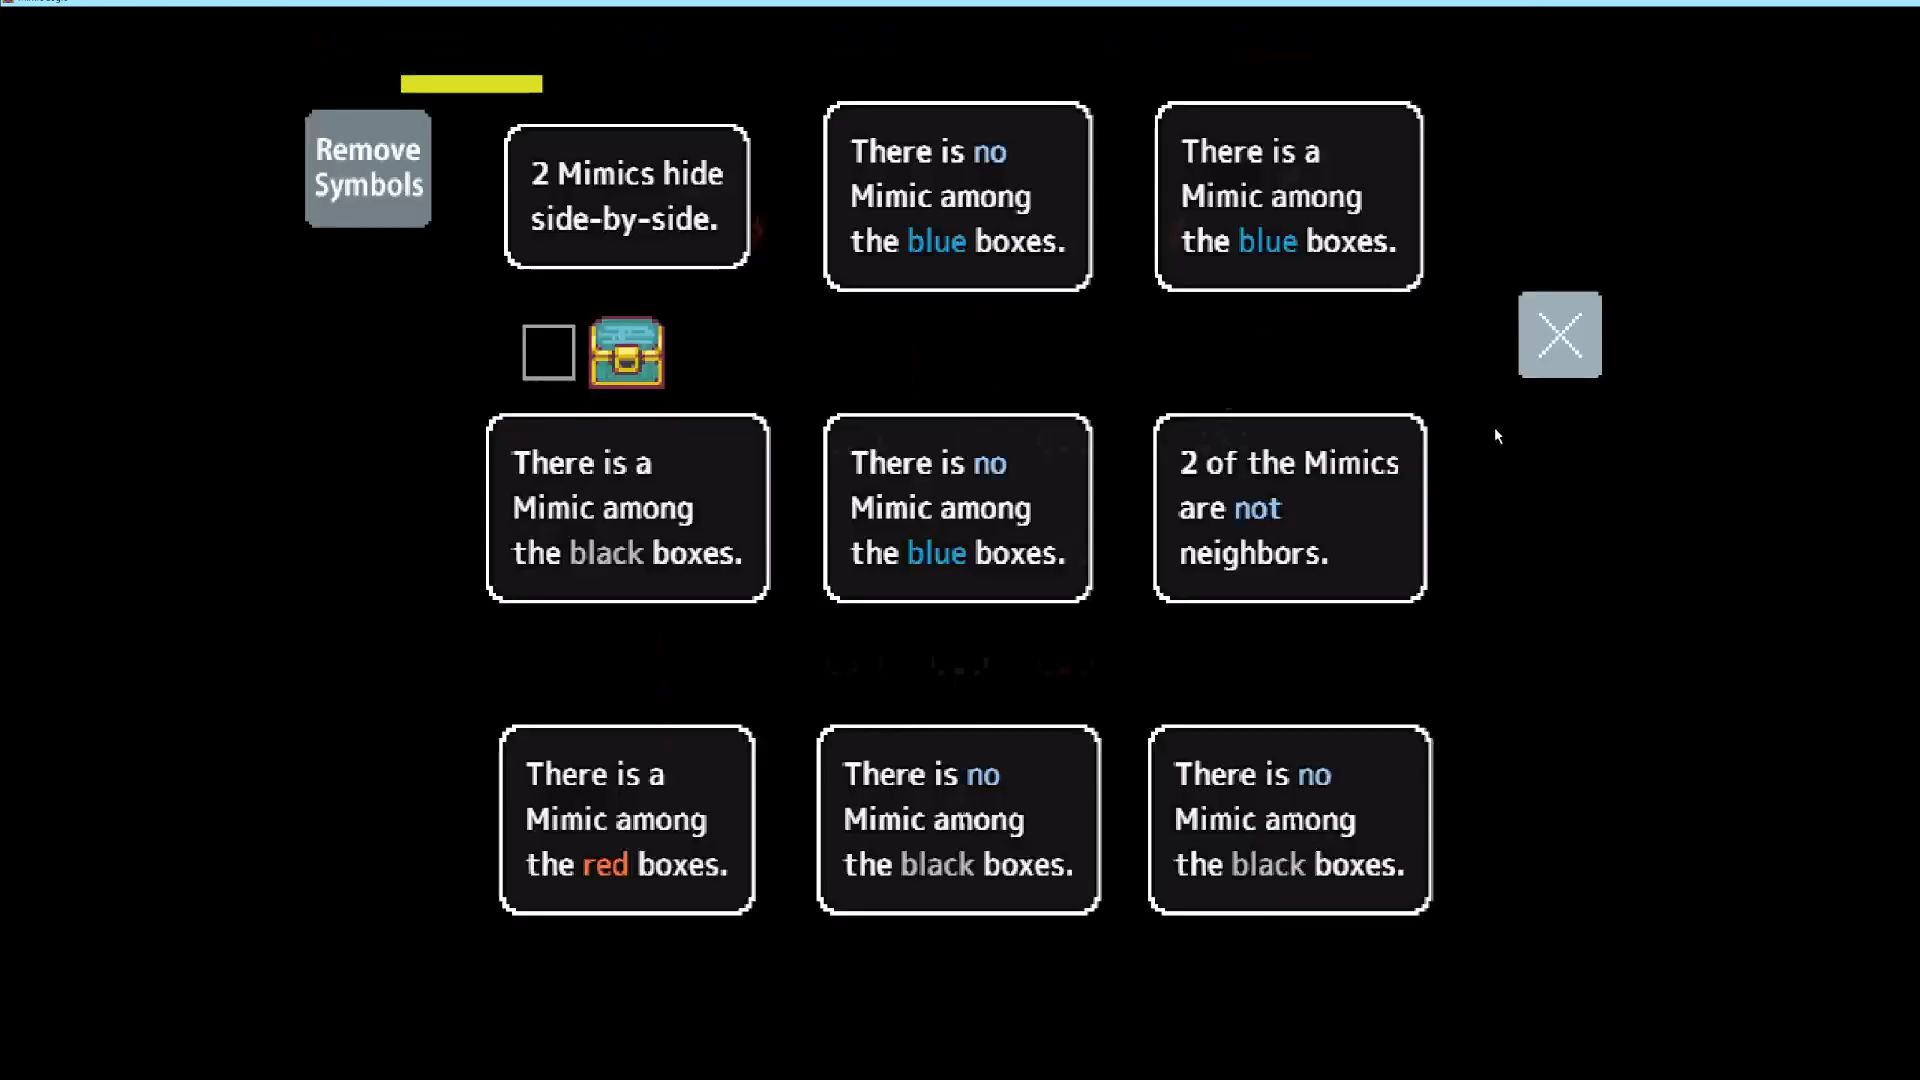 Remove
Symbols
2 Mimics hide
side-by-side.
There is no
Mimic among
the blue boxes.
There is a
Mimic among
the blue boxes.
There is a
Mimic among
the black boxes.
There is no
Mimic among
the blue boxes.
2 of the Mimics
are not
neighbors.
There is a
Mimic among
the red boxes.
There is no
Mimic among
the black boxes.
There is no
Mimic among
the black boxes.